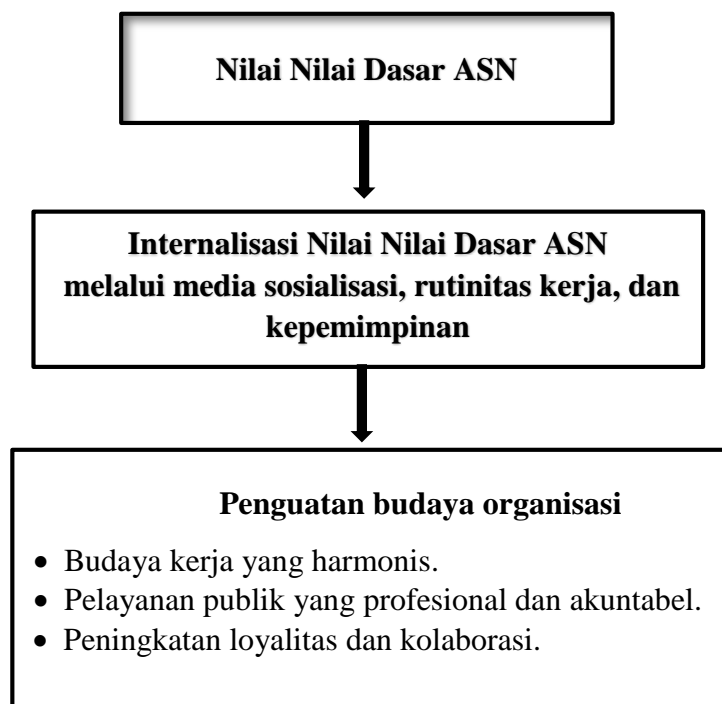 Nilai Nilai Dasar ASN
Internalisasi Nilai Nilai Dasar ASN
melalui media sosialisasi, rutinitas kerja, dan
kepemimpinan
Penguatan budaya organisasi
• Budaya kerja yang harmonis.
• Pelayanan publik yang profesional dan akuntabel.
• Peningkatan loyalitas dan kolaborasi.